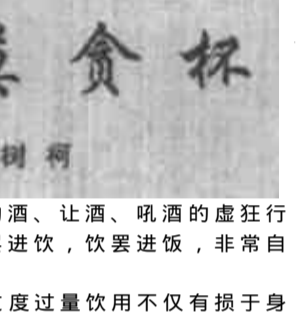 贪杯
树柯
酒、让酒、吼酒的虚狂行
进饮，饮罢进饭，非常自
度过量饮用不仅有损于身